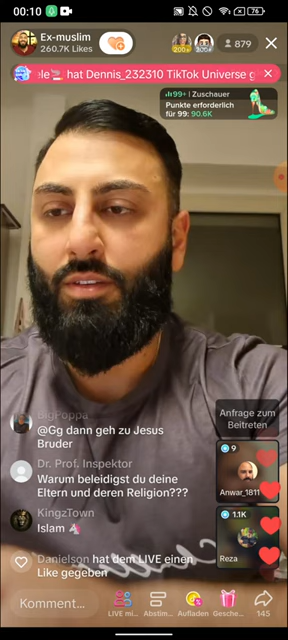 00:10
76
Ex-muslim
260.7K Likes
200+
300+
879
ele hat Dennis_232310 TikTok Universe g
99+ | Zuschauer
Punkte erforderlich
für 99: 90.6K
BigPoppa
@Gg dann geh zu Jesus
Bruder
Dr. Prof. Inspektor
Warum beleidigst du deine
Eltern und deren Religion???
KingzTown
Islam
Danielson hat dem LIVE einen
Like gegeben
Anfrage zum
Beitreten
9
Anwar_1811
1.1K
Reza
Kommentar...
LIVE mi...
Abstim...
Aufladen
Gesche...
145